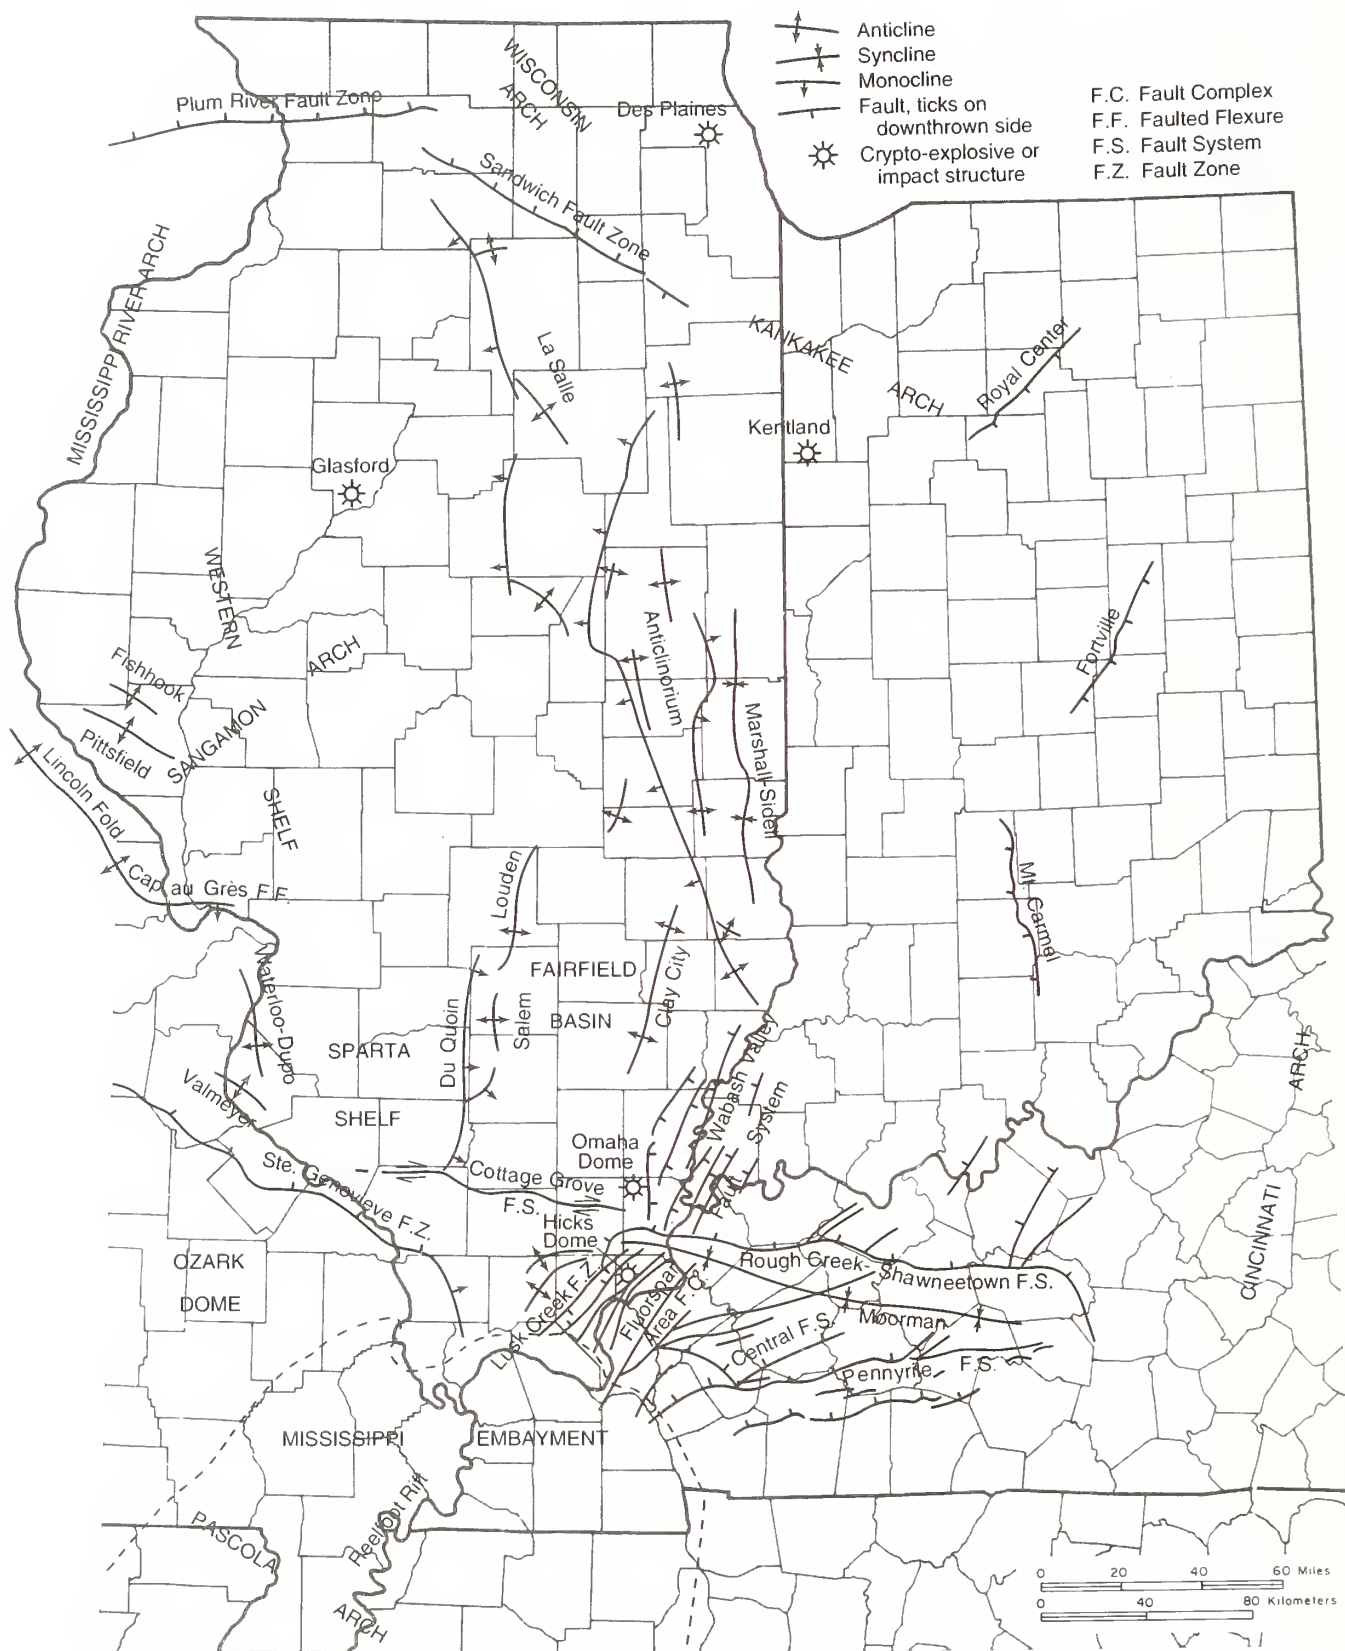 Anticline
Syncline
Monocline
Fault, ticks on
downthrown side
Crypto-explosive or
impact structure
F.C. Fault Complex
F.F. Faulted Flexure
F.S. Fault System
F.Z. Fault Zone
WISCONSIN
ARCH
Plum River Fault Zone
Des Plaines
Sandwich Fault Zone
MISSISSIPPI RIVER ARCH
KANKAKEE
ARCH
La Salle
Royal Center
Kentland
Glasford
WESTERN
Anticlinorium
Fortville
Fishhook
ARCH
SANGAMON
Pittsfield
Lincoln Fold
Marshall-Sidell
SHELF
Cap au Grès F.F.
Louden
Mt. Carmel
Waterloo-Dupo
FAIRFIELD
BASIN
Clay City
Salem
Du Quoin
SPARTA
SHELF
Valmeyer
Wabash Valley
Fault
System
ARCH
CINCINNATI
Omaha
Dome
Ste. Genevieve F.Z.
Cottage Grove
F.S.
Hicks
Dome
OZARK
DOME
Rough Creek-
Shawneetown F.S.
Lusk Creek F.Z.
Fluorspar
Area F.C.
Moorman
Central F.S.
Pennyrile
F.S.
MISSISSIPPI
EMBAYMENT
Reelfoot Rift
PASCOLA
ARCH
0 20 40 60 Miles
0 40 80 Kilometers